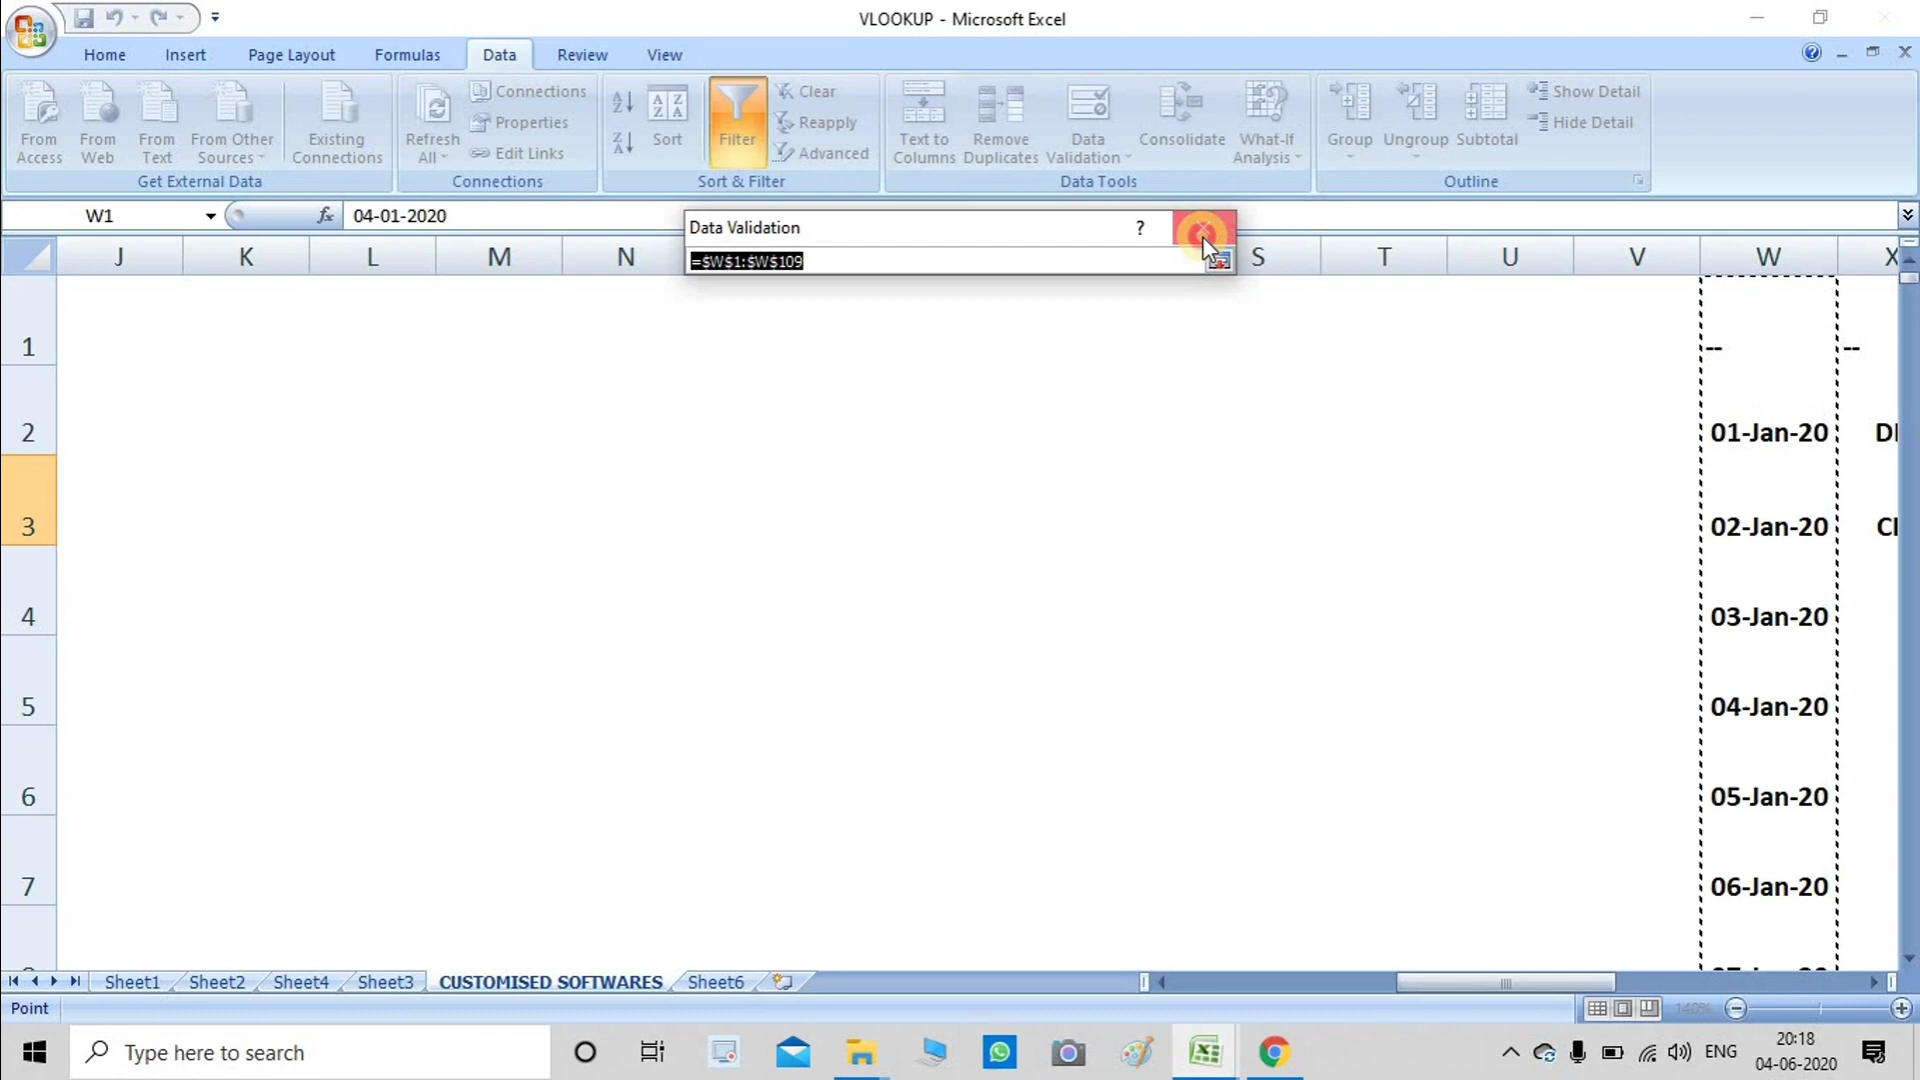 VLOOKUP - Microsoft Excel
Home Insert Page Layout Formulas Data Review View
From Access
From Web
From Text
From Other Sources
Existing Connections
Get External Data
Refresh All
Connections
Properties
Edit Links
Connections
Sort
Filter
Clear
Reapply
Advanced
Sort & Filter
Text to Columns
Remove Duplicates
Data Validation
Consolidate
What-If Analysis
Data Tools
Group
Ungroup
Subtotal
Show Detail
Hide Detail
Outline
W1 fx 04-01-2020
Data Validation ?
=$W$1:$W$109
J K L M N S T U V W X
1 -- --
2 01-Jan-20
3 02-Jan-20
4 03-Jan-20
5 04-Jan-20
6 05-Jan-20
7 06-Jan-20
Sheet1 Sheet2 Sheet4 Sheet3 CUSTOMISED SOFTWARES Sheet6
Point 140%
Type here to search
ENG
20:18
04-06-2020